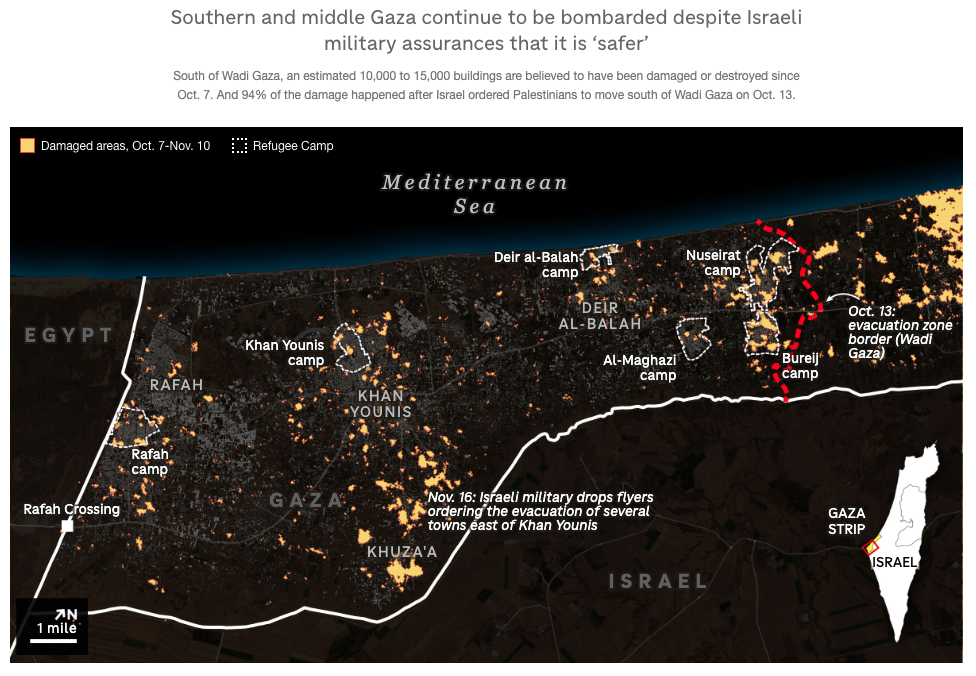 Southern and middle Gaza continue to be bombarded despite Israeli
military assurances that it is ‘safer’
South of Wadi Gaza, an estimated 10,000 to 15,000 buildings are believed to have been damaged or destroyed since
Oct. 7. And 94% of the damage happened after Israel ordered Palestinians to move south of Wadi Gaza on Oct. 13.
Damaged areas, Oct. 7-Nov. 10
Refugee Camp
Mediterranean
Sea
Deir al-Balah
camp
Nuseirat
camp
DEIR
AL-BALAH
Oct. 13:
evacuation zone
border (Wadi
Gaza)
EGYPT
Khan Younis
camp
Al-Maghazi
camp
Bureij
camp
RAFAH
KHAN
YOUNIS
Rafah
camp
GAZA
Nov. 16: Israeli military drops flyers
ordering the evacuation of several
towns east of Khan Younis
Rafah Crossing
KHUZA'A
ISRAEL
GAZA
STRIP
ISRAEL
N
1 mile